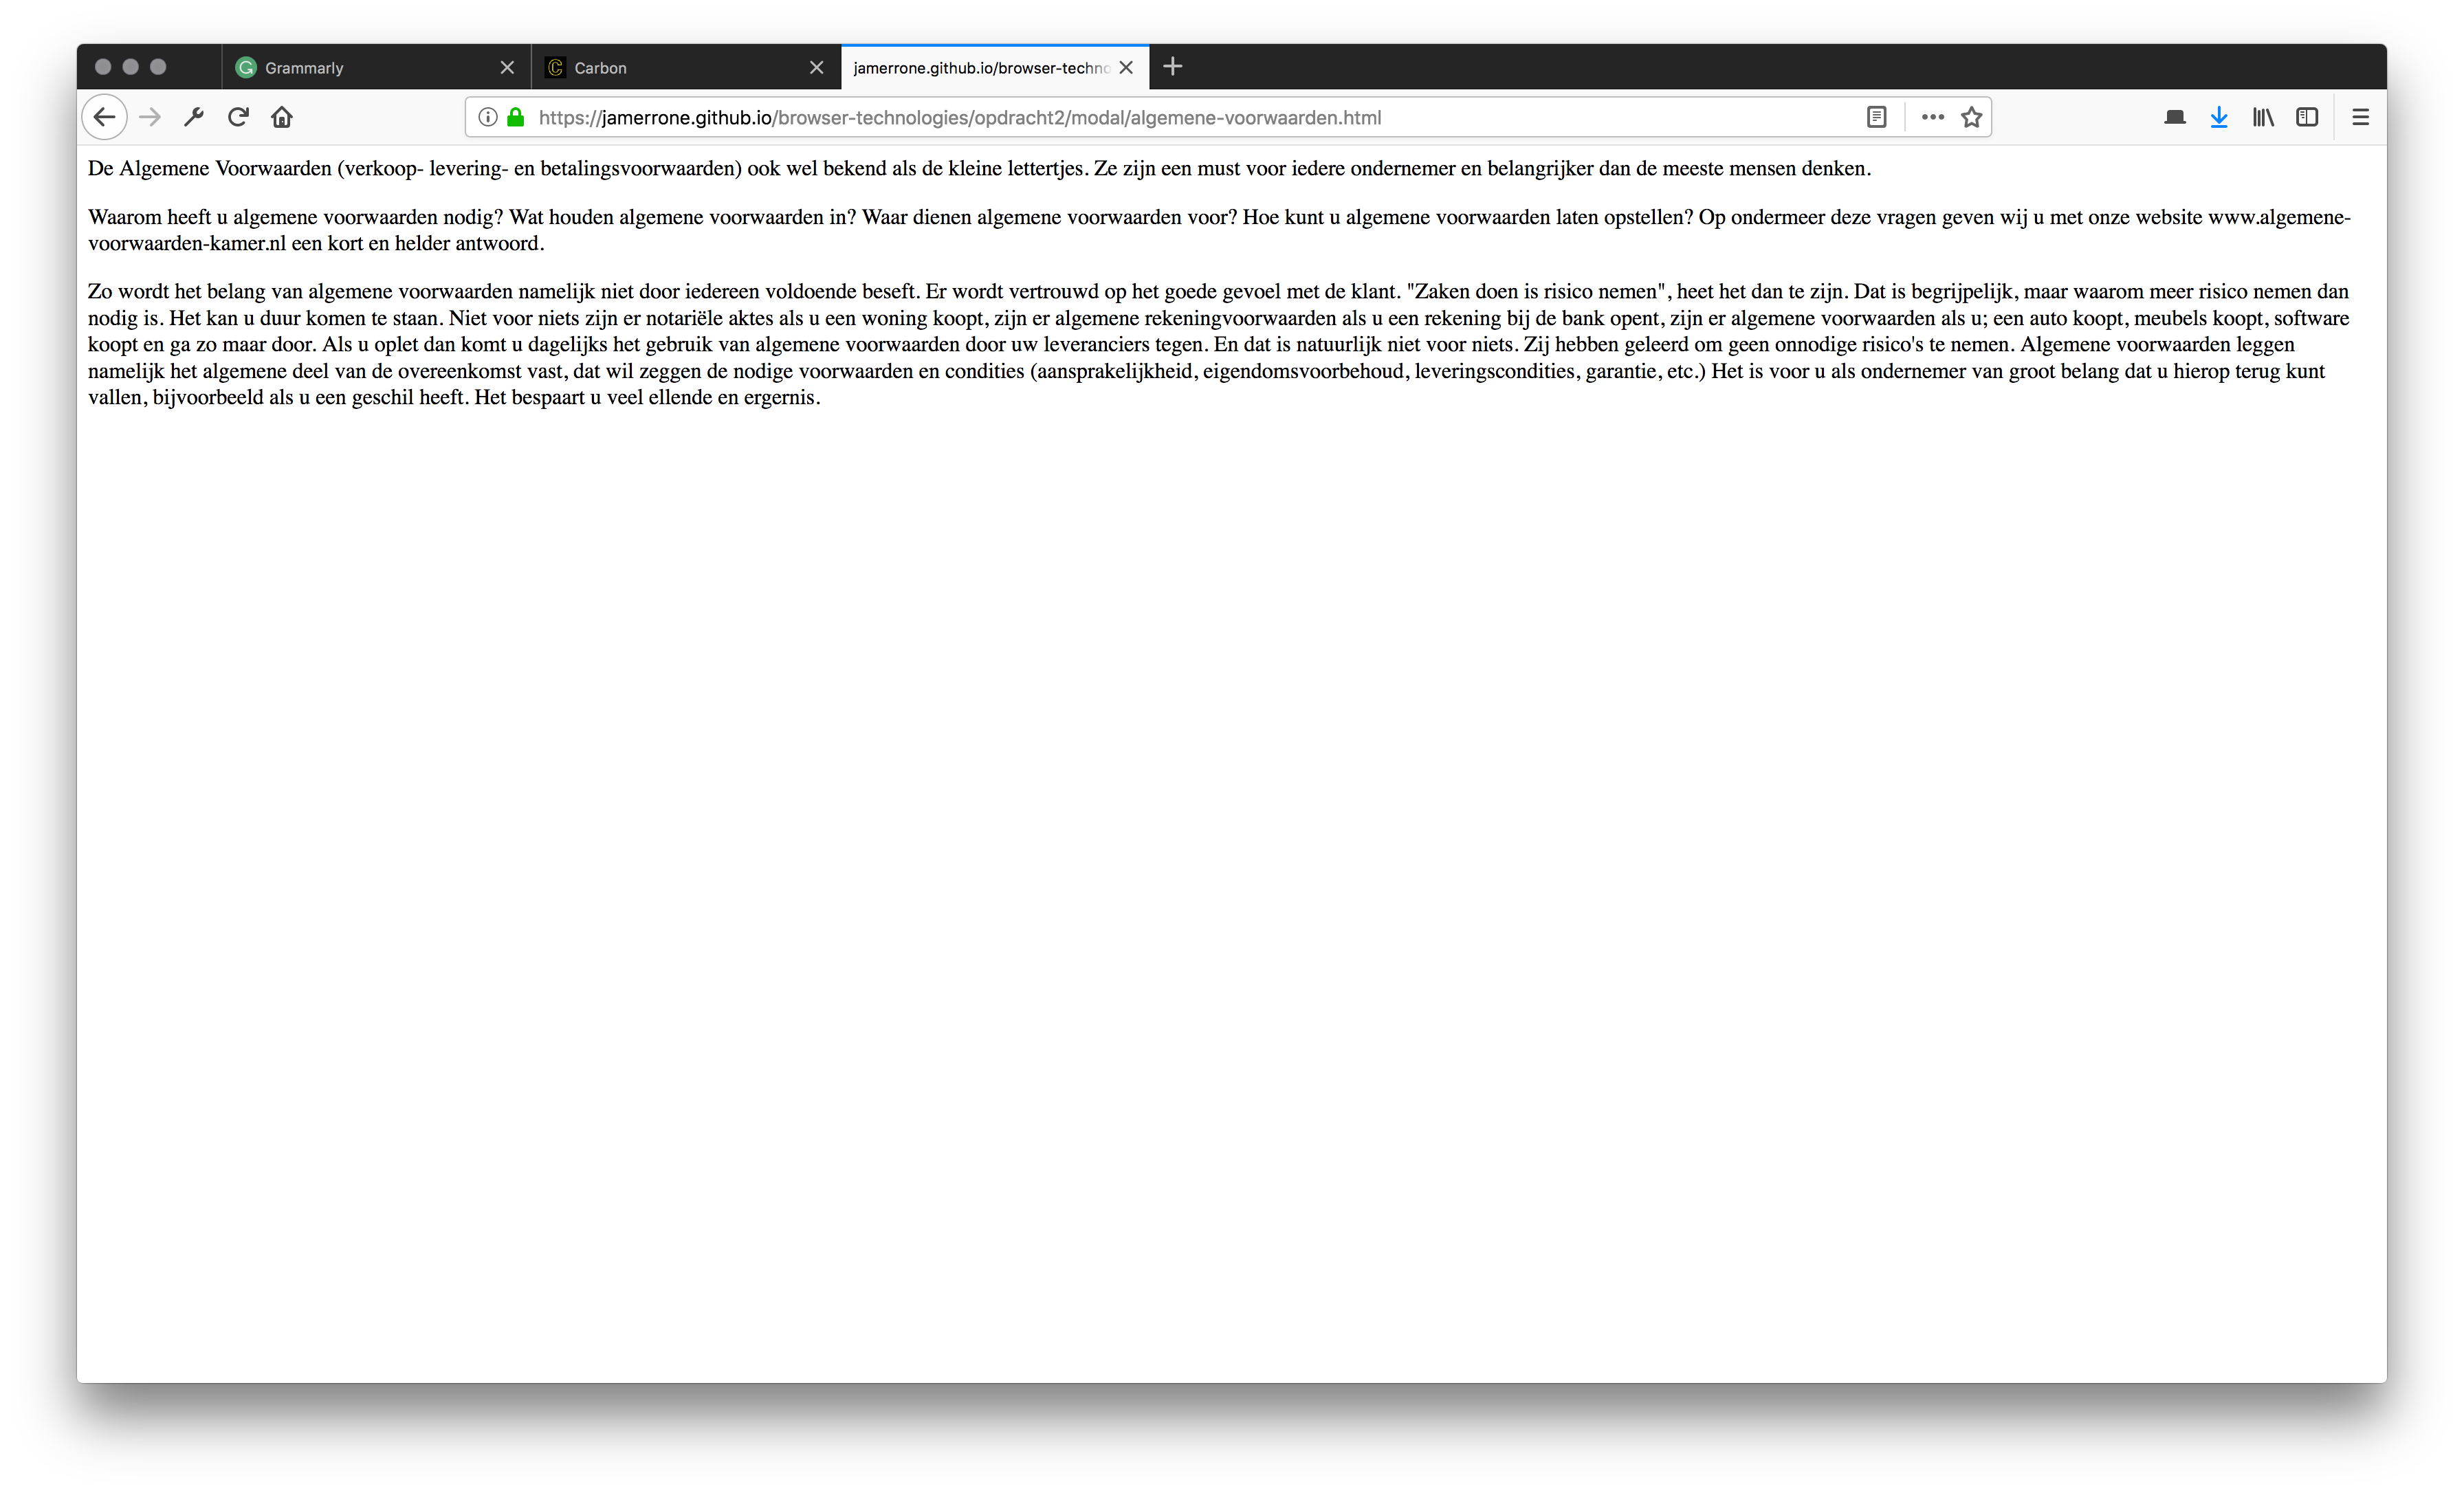 Grammarly
Carbon
jamerrone.github.io/browser-techno
https://jamerrone.github.io/browser-technologies/opdracht2/modal/algemene-voorwaarden.html
De Algemene Voorwaarden (verkoop- levering- en betalingsvoorwaarden) ook wel bekend als de kleine lettertjes. Ze zijn een must voor iedere ondernemer en belangrijker dan de meeste mensen denken.
Waarom heeft u algemene voorwaarden nodig? Wat houden algemene voorwaarden in? Waar dienen algemene voorwaarden voor? Hoe kunt u algemene voorwaarden laten opstellen? Op ondermeer deze vragen geven wij u met onze website www.algemene-
voorwaarden-kamer.nl een kort en helder antwoord.
Zo wordt het belang van algemene voorwaarden namelijk niet door iedereen voldoende beseft. Er wordt vertrouwd op het goede gevoel met de klant. "Zaken doen is risico nemen", heet het dan te zijn. Dat is begrijpelijk, maar waarom meer risico nemen dan
nodig is. Het kan u duur komen te staan. Niet voor niets zijn er notariële aktes als u een woning koopt, zijn er algemene rekeningvoorwaarden als u een rekening bij de bank opent, zijn er algemene voorwaarden als u; een auto koopt, meubels koopt, software
koopt en ga zo maar door. Als u oplet dan komt u dagelijks het gebruik van algemene voorwaarden door uw leveranciers tegen. En dat is natuurlijk niet voor niets. Zij hebben geleerd om geen onnodige risico's te nemen. Algemene voorwaarden leggen
namelijk het algemene deel van de overeenkomst vast, dat wil zeggen de nodige voorwaarden en condities (aansprakelijkheid, eigendomsvoorbehoud, leveringscondities, garantie, etc.) Het is voor u als ondernemer van groot belang dat u hierop terug kunt
vallen, bijvoorbeeld als u een geschil heeft. Het bespaart u veel ellende en ergernis.